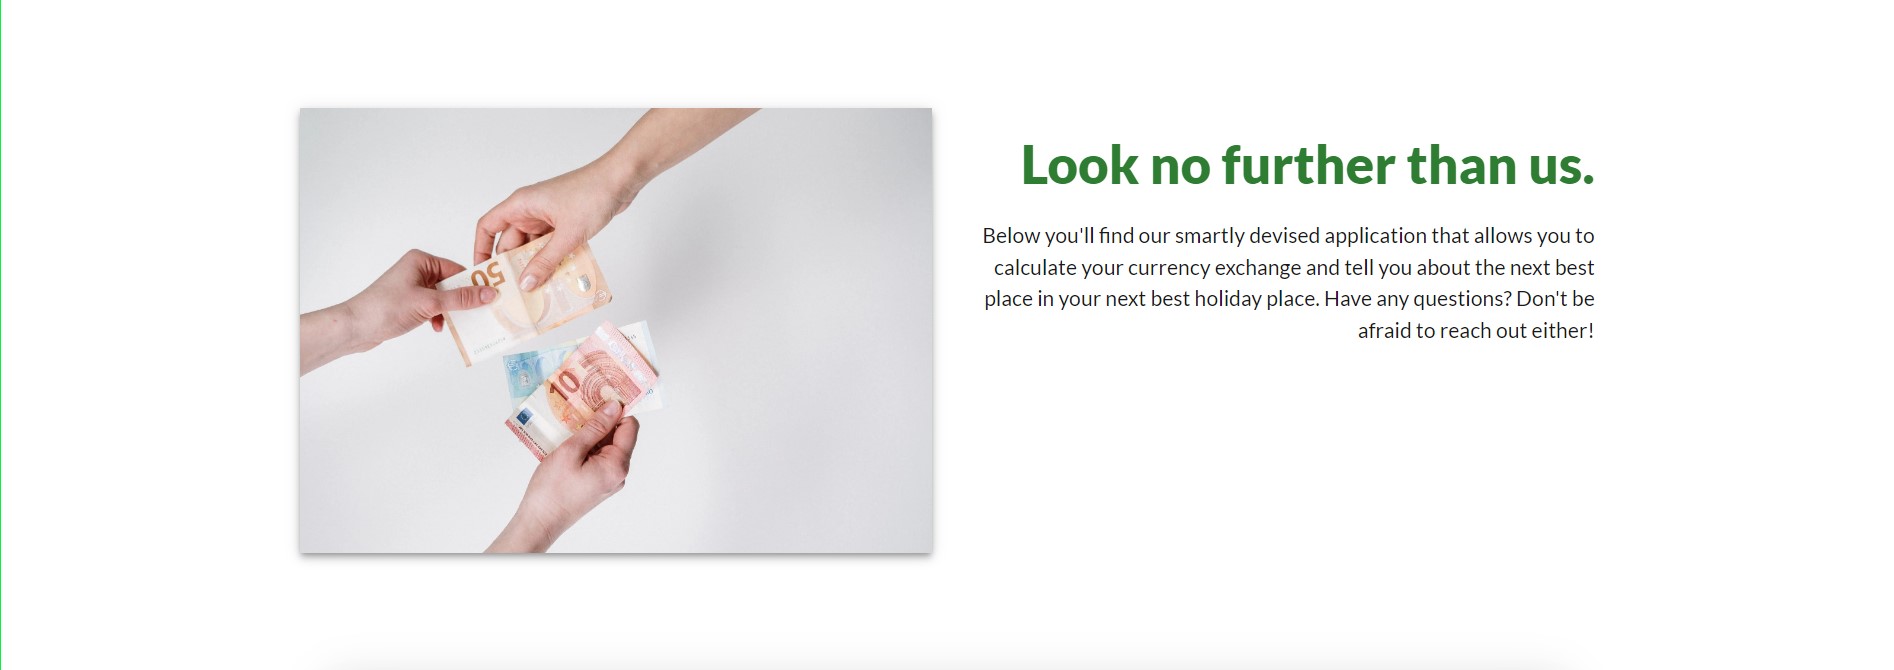 Look no further than us.
Below you'll find our smartly devised application that allows you to
calculate your currency exchange and tell you about the next best
place in your next best holiday place. Have any questions? Don't be
afraid to reach out either!
50
10